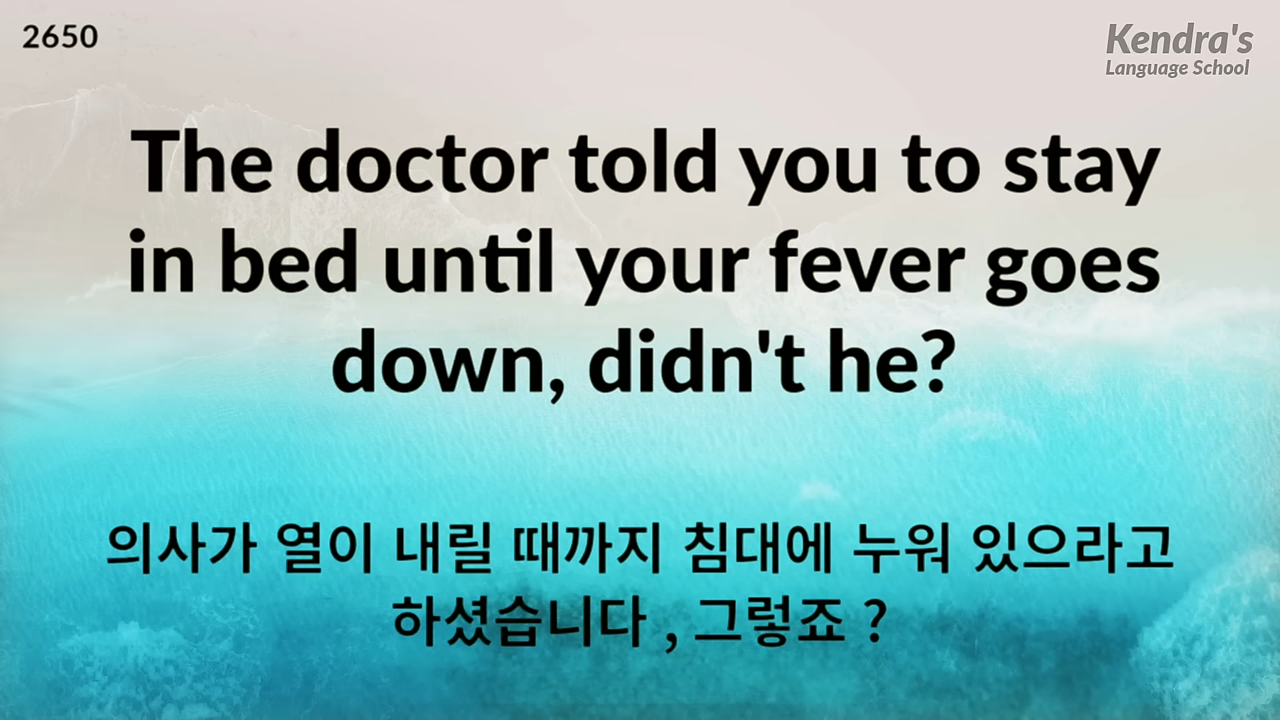 2650
Kendra's
Language School
The doctor told you to stay
in bed until your fever goes
down, didn't he?
의사가 열이 내릴 때까지 침대에 누워 있으라고
하셨습니다 , 그렇죠 ?